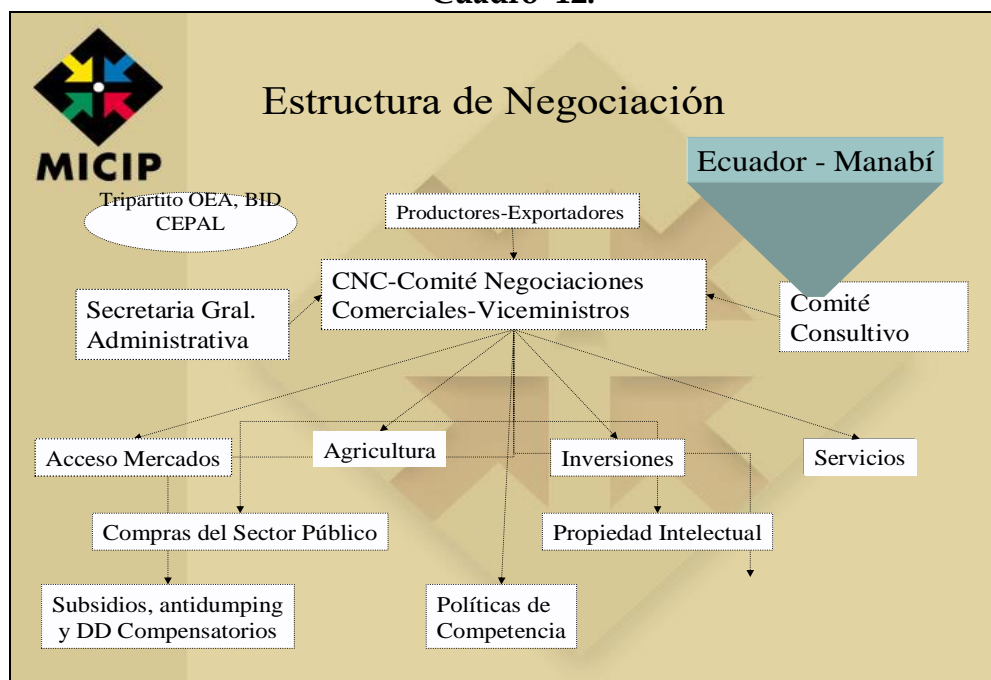 Cuadro 12.
Estructura de Negociación
MICIP
Ecuador - Manabí
Tripartito OEA, BID
CEPAL
Productores-Exportadores
CNC-Comité Negociaciones
Comerciales-Viceministros
Secretaria Gral.
Administrativa
Comité
Consultivo
Acceso Mercados
Agricultura
Inversiones
Servicios
Compras del Sector Público
Propiedad Intelectual
Subsidios, antidumping
y DD Compensatorios
Políticas de
Competencia